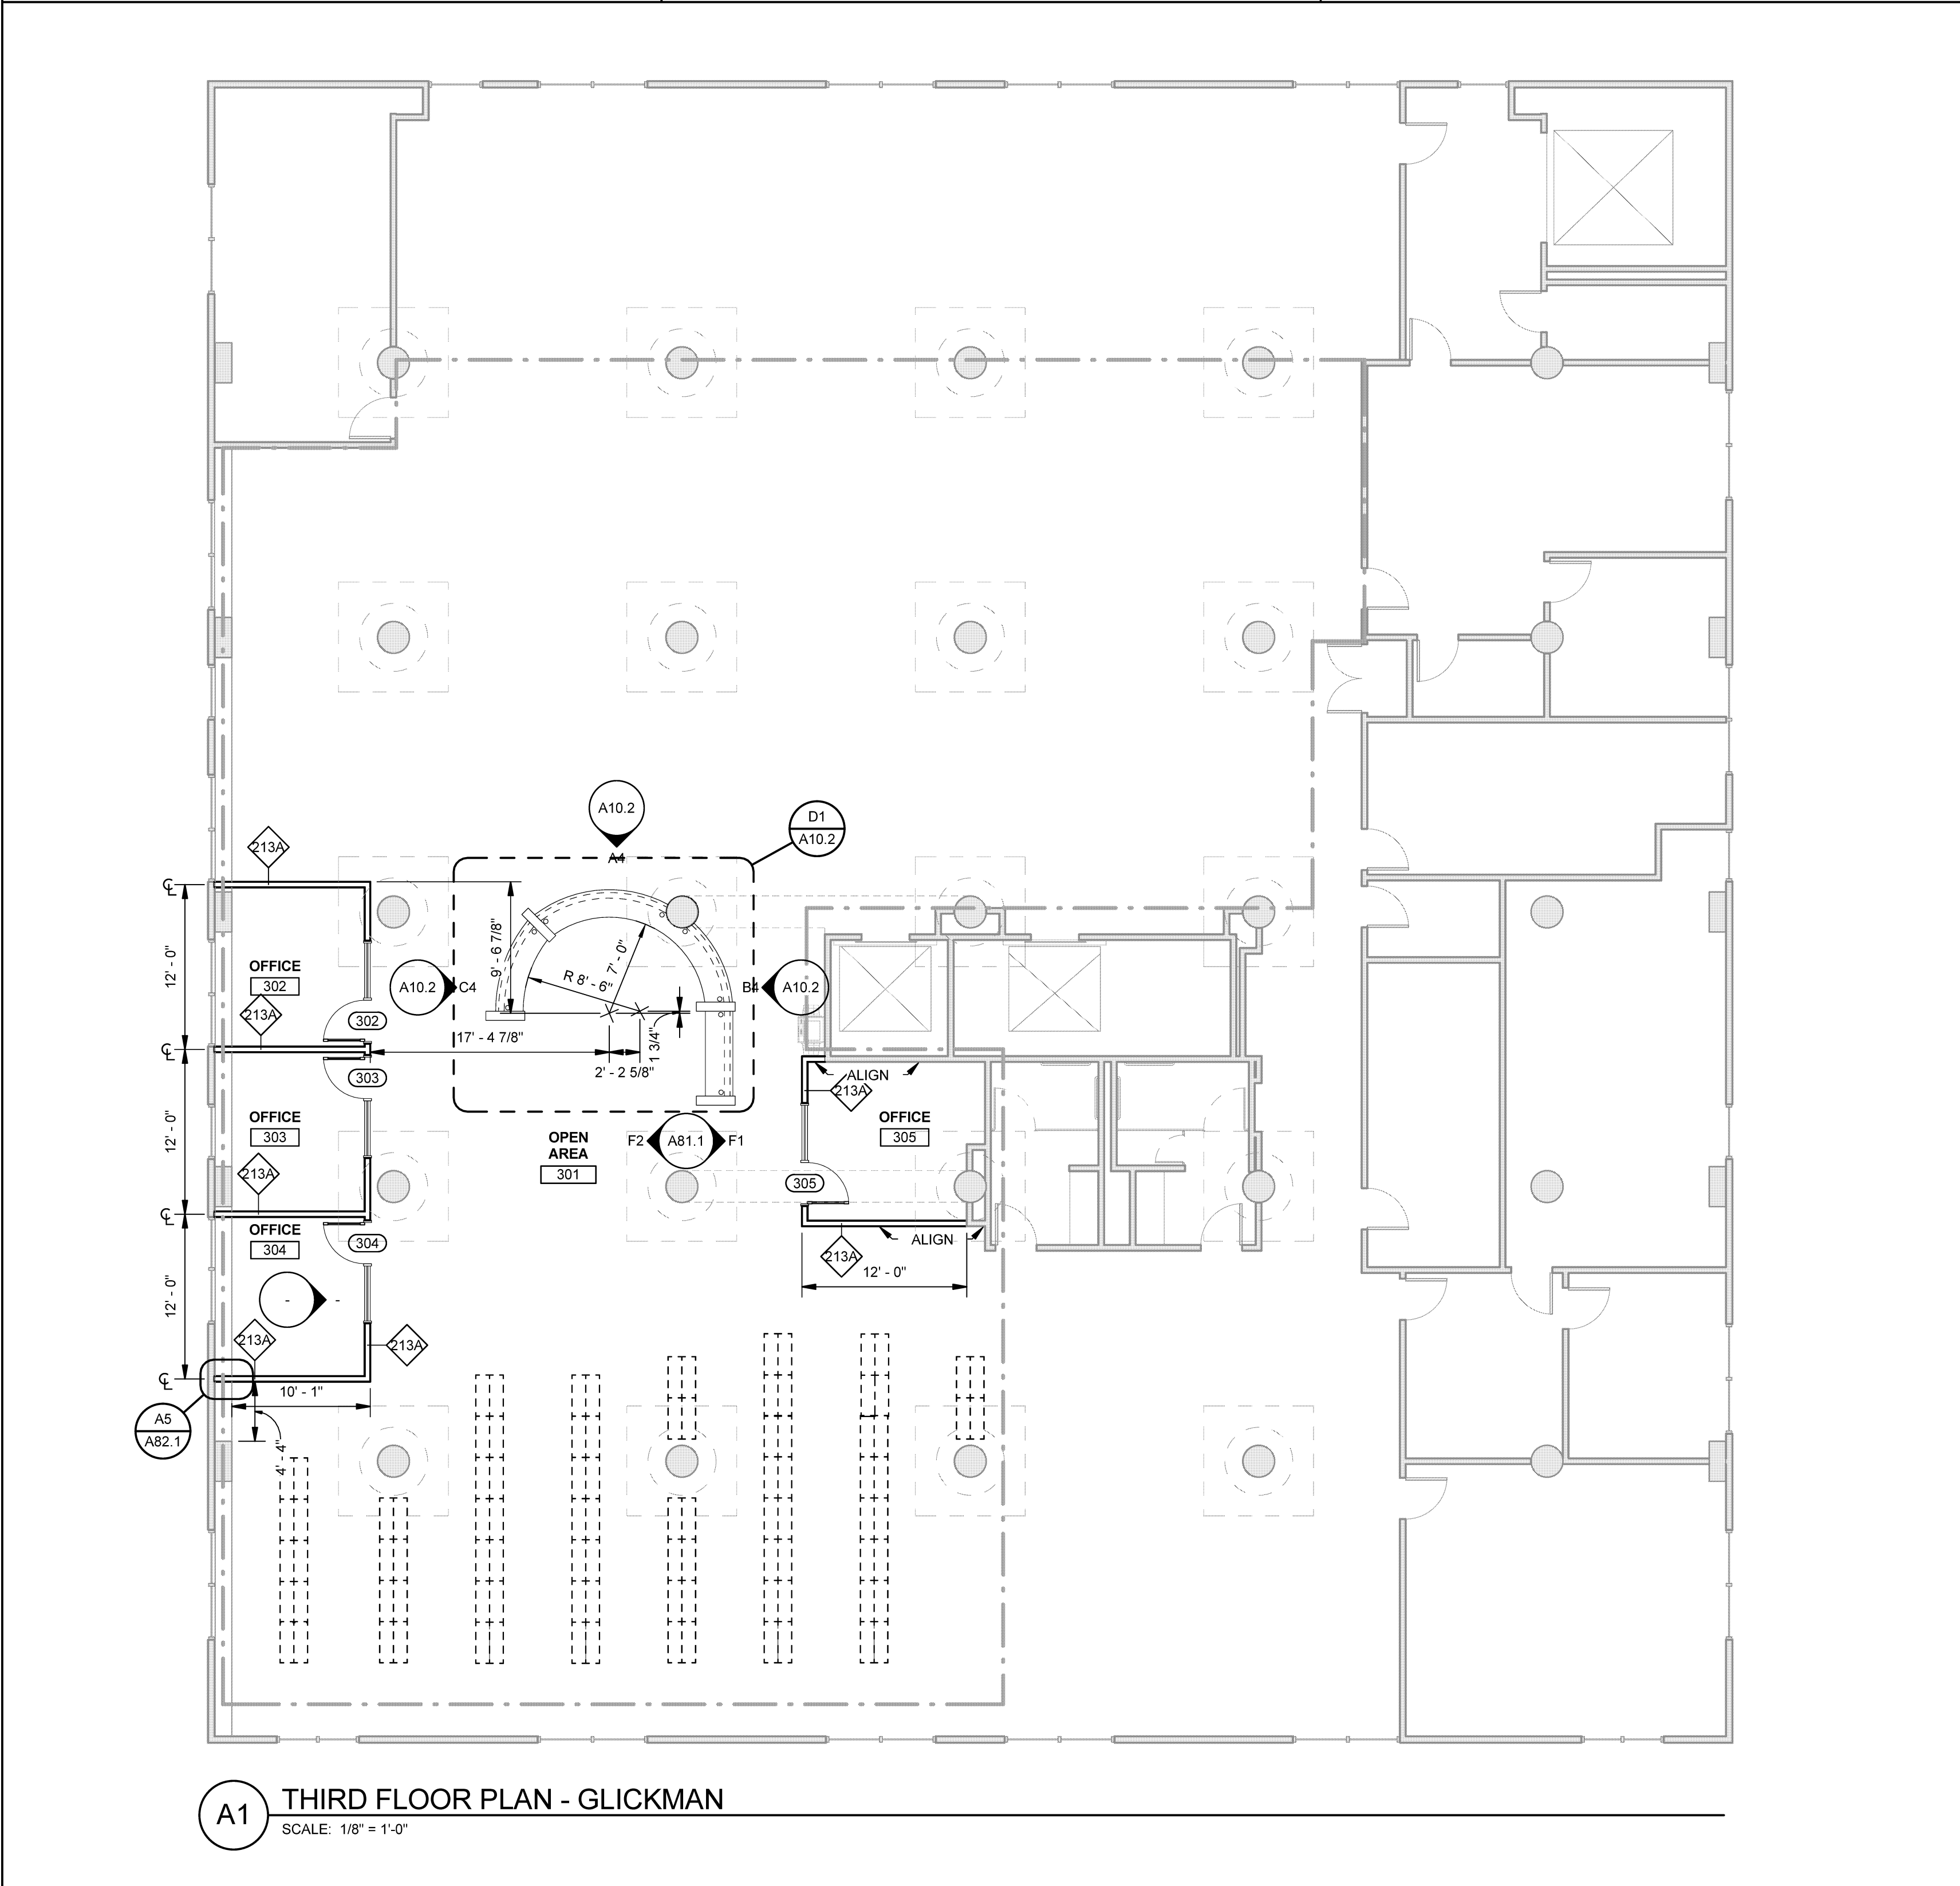 A10.2
A4
D1
A10.2
213A
CL
12' - 0"
OFFICE
302
213A
302
A10.2
C4
9' - 6 7/8"
R 8' - 6"
7' - 0"
B4
A10.2
CL
17' - 4 7/8"
2' - 2 5/8"
1 3/4"
303
12' - 0"
OFFICE
303
213A
ALIGN
213A
OFFICE
305
F2
A81.1
F1
OPEN
AREA
301
305
CL
OFFICE
304
304
12' - 0"
-
-
213A
213A
ALIGN
213A
12' - 0"
CL
10' - 1"
A5
A82.1
4' - 4"
A1
THIRD FLOOR PLAN - GLICKMAN
SCALE: 1/8" = 1'-0"